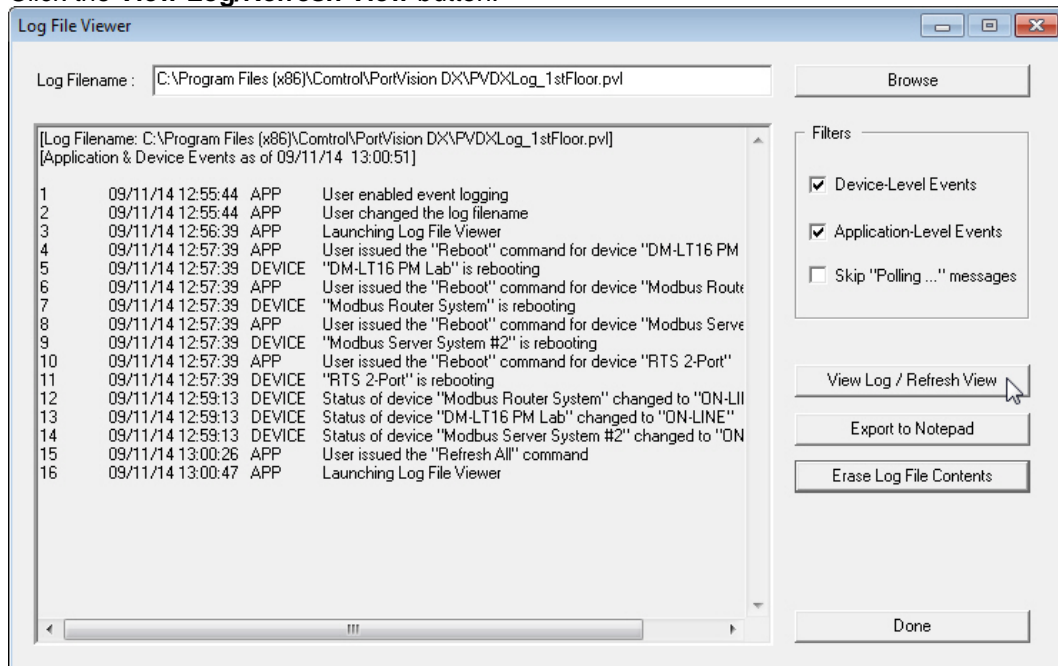 Click the View Log/Refresh View button.
Log File Viewer
Log Filename : C:\Program Files (x86)\Comtrol\PortVision DX\PVDXLog_1stFloor.pvl Browse
[Log Filename: C:\Program Files (x86)\Comtrol\PortVision DX\PVDXLog_1stFloor.pvl]
[Application & Device Events as of 09/11/14 13:00:51]
1 09/11/14 12:55:44 APP User enabled event logging
2 09/11/14 12:55:44 APP User changed the log filename
3 09/11/14 12:56:39 APP Launching Log File Viewer
4 09/11/14 12:57:39 APP User issued the "Reboot" command for device "DM-LT16 PM
5 09/11/14 12:57:39 DEVICE "DM-LT16 PM Lab" is rebooting
6 09/11/14 12:57:39 APP User issued the "Reboot" command for device "Modbus Route
7 09/11/14 12:57:39 DEVICE "Modbus Router System" is rebooting
8 09/11/14 12:57:39 APP User issued the "Reboot" command for device "Modbus Serve
9 09/11/14 12:57:39 DEVICE "Modbus Server System #2" is rebooting
10 09/11/14 12:57:39 APP User issued the "Reboot" command for device "RTS 2-Port"
11 09/11/14 12:57:39 DEVICE "RTS 2-Port" is rebooting
12 09/11/14 12:59:13 DEVICE Status of device "Modbus Router System" changed to "ON-LI
13 09/11/14 12:59:13 DEVICE Status of device "DM-LT16 PM Lab" changed to "ON-LINE"
14 09/11/14 12:59:13 DEVICE Status of device "Modbus Server System #2" changed to "ON
15 09/11/14 13:00:26 APP User issued the "Refresh All" command
16 09/11/14 13:00:47 APP Launching Log File Viewer
Filters
Device-Level Events
Application-Level Events
Skip "Polling ..." messages
View Log / Refresh View
Export to Notepad
Erase Log File Contents
Done